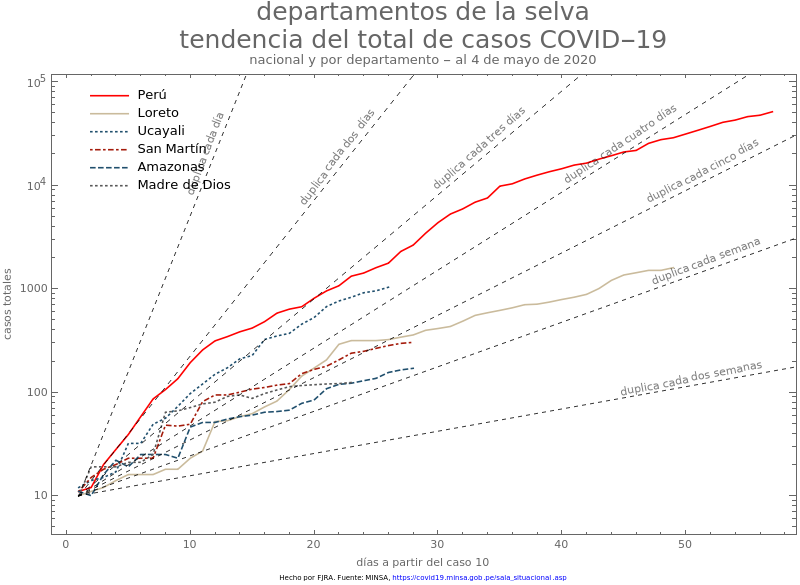 departamentos de la selva
tendencia del total de casos COVID−19
nacional y por departamento − al 4 de mayo de 2020
10^5
10^4
1000
100
10
casos totales
Perú
Loreto
Ucayali
San Martín
Amazonas
Madre de Dios
duplica cada día
duplica cada dos días
duplica cada tres días
duplica cada cuatro días
duplica cada cinco días
duplica cada semana
duplica cada dos semanas
0 10 20 30 40 50
días a partir del caso 10
Hecho por FJRA. Fuente: MINSA, https://covid19.minsa.gob.pe/sala_situacional.asp